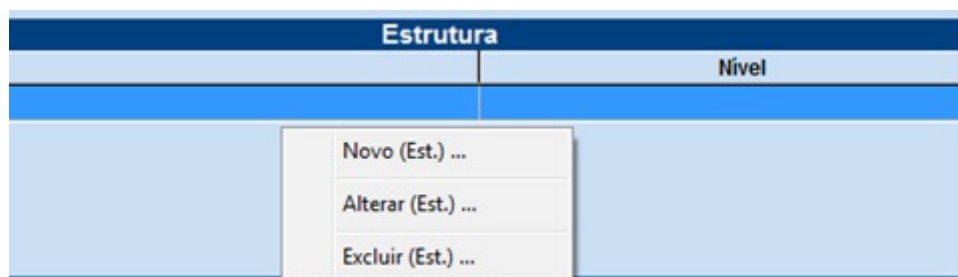 Estrutura
Nível
Novo (Est.) ...
Alterar (Est.) ...
Excluir (Est.) ...